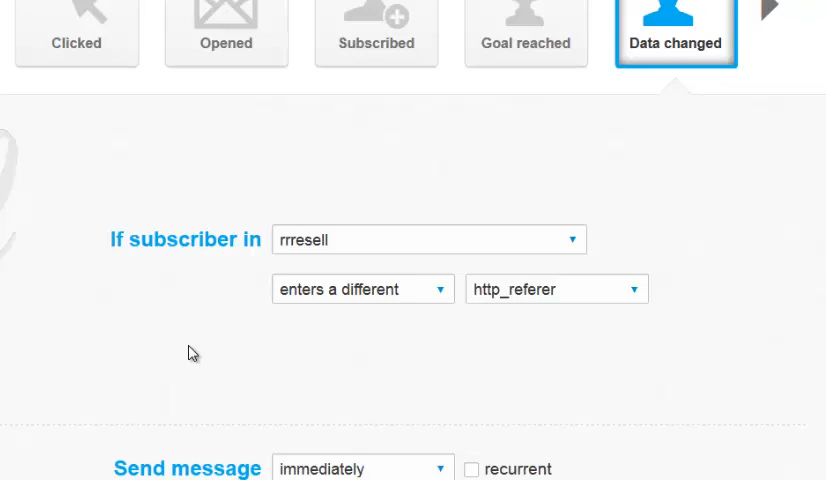 Clicked
Opened
Subscribed
Goal reached
Data changed
If subscriber in rrresell
enters a different http_referer
Send message immediately recurrent